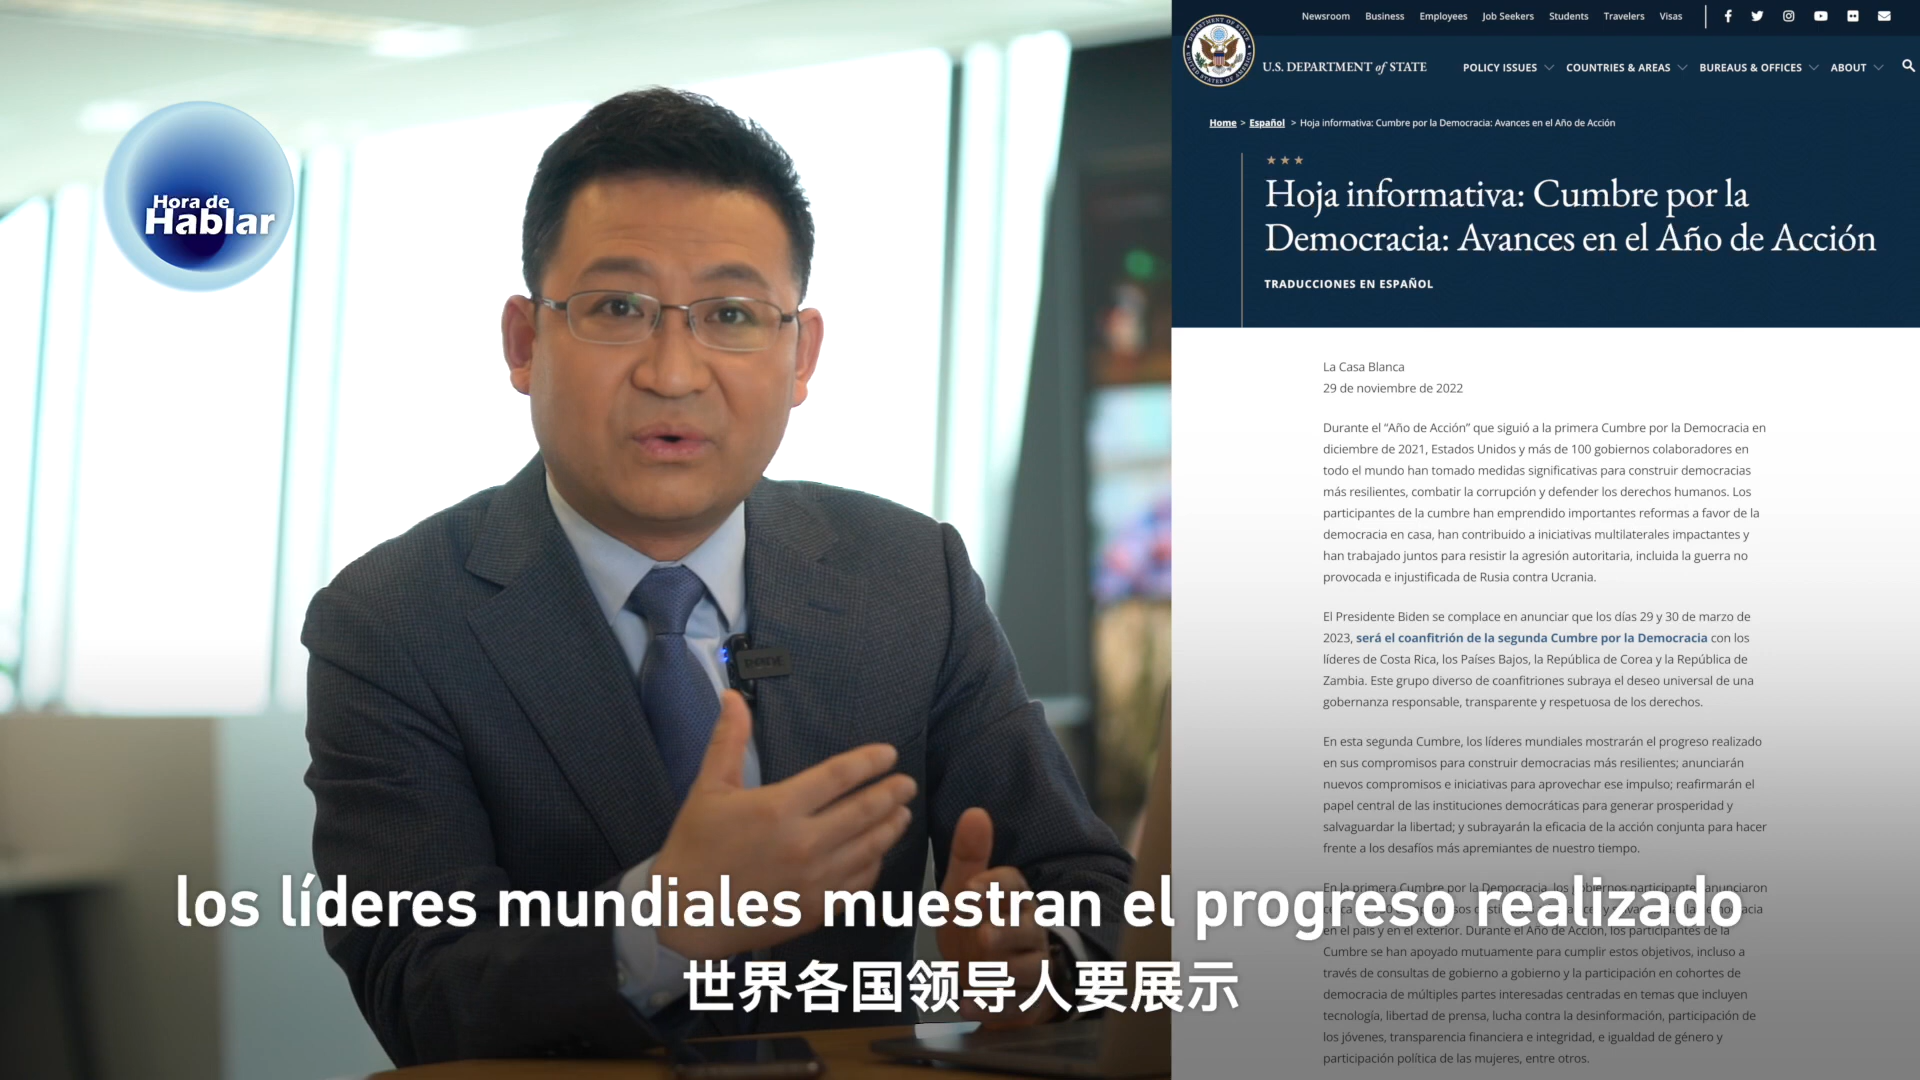 Hora de
Hablar
Newsroom Business Employees Job Seekers Students Travelers Visas
U.S. DEPARTMENT of STATE
POLICY ISSUES COUNTRIES & AREAS BUREAUS & OFFICES ABOUT
Home > Español > Hoja informativa: Cumbre por la Democracia: Avances en el Año de Acción
Hoja informativa: Cumbre por la
Democracia: Avances en el Año de Acción
TRADUCCIONES EN ESPAÑOL
La Casa Blanca
29 de noviembre de 2022
Durante el “Año de Acción” que siguió a la primera Cumbre por la Democracia en
diciembre de 2021, Estados Unidos y más de 100 gobiernos colaboradores en
todo el mundo han tomado medidas significativas para construir democracias
más resilientes, combatir la corrupción y defender los derechos humanos. Los
participantes de la cumbre han emprendido importantes reformas a favor de la
democracia en casa, han contribuido a iniciativas multilaterales impactantes y
han trabajado juntos para resistir la agresión autoritaria, incluida la guerra no
provocada e injustificada de Rusia contra Ucrania.
El Presidente Biden se complace en anunciar que los días 29 y 30 de marzo de
2023, será el coanfitrión de la segunda Cumbre por la Democracia con los
líderes de Costa Rica, los Países Bajos, la República de Corea y la República de
Zambia. Este grupo diverso de coanfitriones subraya el deseo universal de una
gobernanza responsable, transparente y respetuosa de los derechos.
En esta segunda Cumbre, los líderes mundiales mostrarán el progreso realizado
en sus compromisos para construir democracias más resilientes; anunciarán
nuevos compromisos e iniciativas para aprovechar ese impulso; reafirmarán el
papel central de las instituciones democráticas para generar prosperidad y
salvaguardar la libertad; y subrayarán la eficacia de la acción conjunta para hacer
frente a los desafíos más apremiantes de nuestro tiempo.
En la primera Cumbre por la Democracia, los gobiernos participantes anunciaron
en el país y en el exterior. Durante el Año de Acción, los participantes de la
Cumbre se han apoyado mutuamente para cumplir estos objetivos, incluso a
través de consultas de gobierno a gobierno y la participación en cohortes de
democracia de múltiples partes interesadas centradas en temas que incluyen
tecnología, libertad de prensa, lucha contra la desinformación, participación de
los jóvenes, transparencia financiera e integridad, e igualdad de género y
participación política de las mujeres, entre otros.
los líderes mundiales muestran el progreso realizado
世界各国领导人要展示